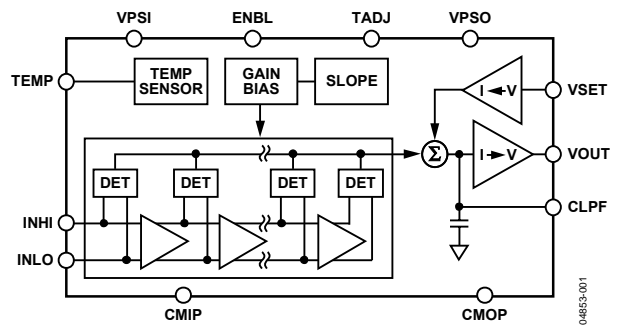 VPSI ENBL TADJ VPSO
TEMP
TEMP
SENSOR
GAIN
BIAS
SLOPE
I◄V
VSET
DET DET DET DET
Σ
I►V
VOUT
CLPF
INHI
INLO
CMIP CMOP
04853-001